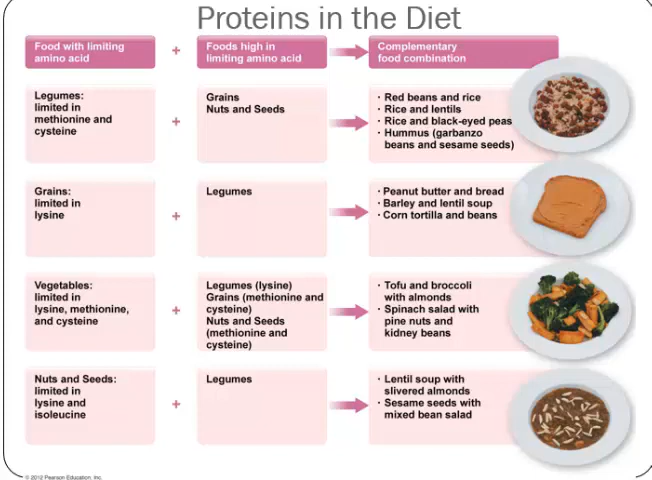 Proteins in the Diet
Food with limiting
amino acid
+
Foods high in
limiting amino acid
Complementary
food combination
Legumes:
limited in
methionine and
cysteine
+
Grains
Nuts and Seeds
· Red beans and rice
· Rice and lentils
· Rice and black-eyed peas
· Hummus (garbanzo
beans and sesame seeds)
Grains:
limited in
lysine
+
Legumes
· Peanut butter and bread
· Barley and lentil soup
· Corn tortilla and beans
Vegetables:
limited in
lysine, methionine,
and cysteine
+
Legumes (lysine)
Grains (methionine and
cysteine)
Nuts and Seeds
(methionine and
cysteine)
· Tofu and broccoli
with almonds
· Spinach salad with
pine nuts and
kidney beans
Nuts and Seeds:
limited in
lysine and
isoleucine
+
Legumes
· Lentil soup with
slivered almonds
· Sesame seeds with
mixed bean salad
© 2012 Pearson Education, Inc.